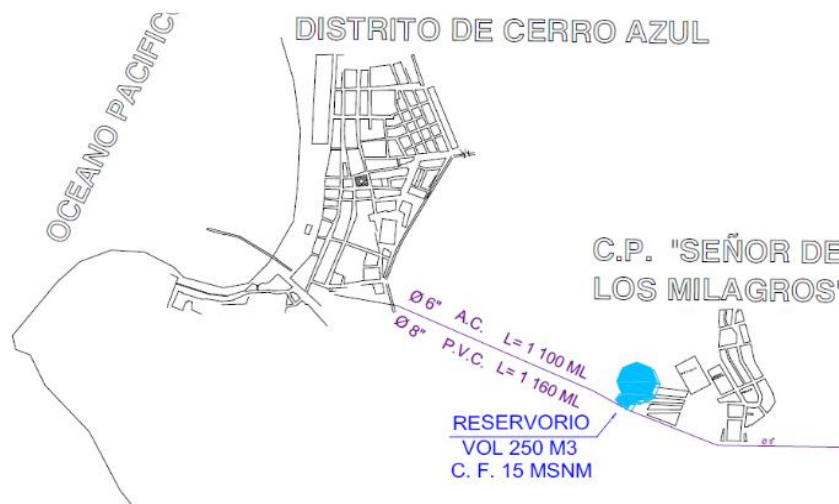 DISTRITO DE CERRO AZUL
OCEANO PACIFICO
C.P. "SEÑOR DE
LOS MILAGROS"
Ø 6" A.C. L= 1 100 ML
Ø 8" P.V.C. L= 1 160 ML
RESERVORIO
VOL 250 M3
C. F. 15 MSNM